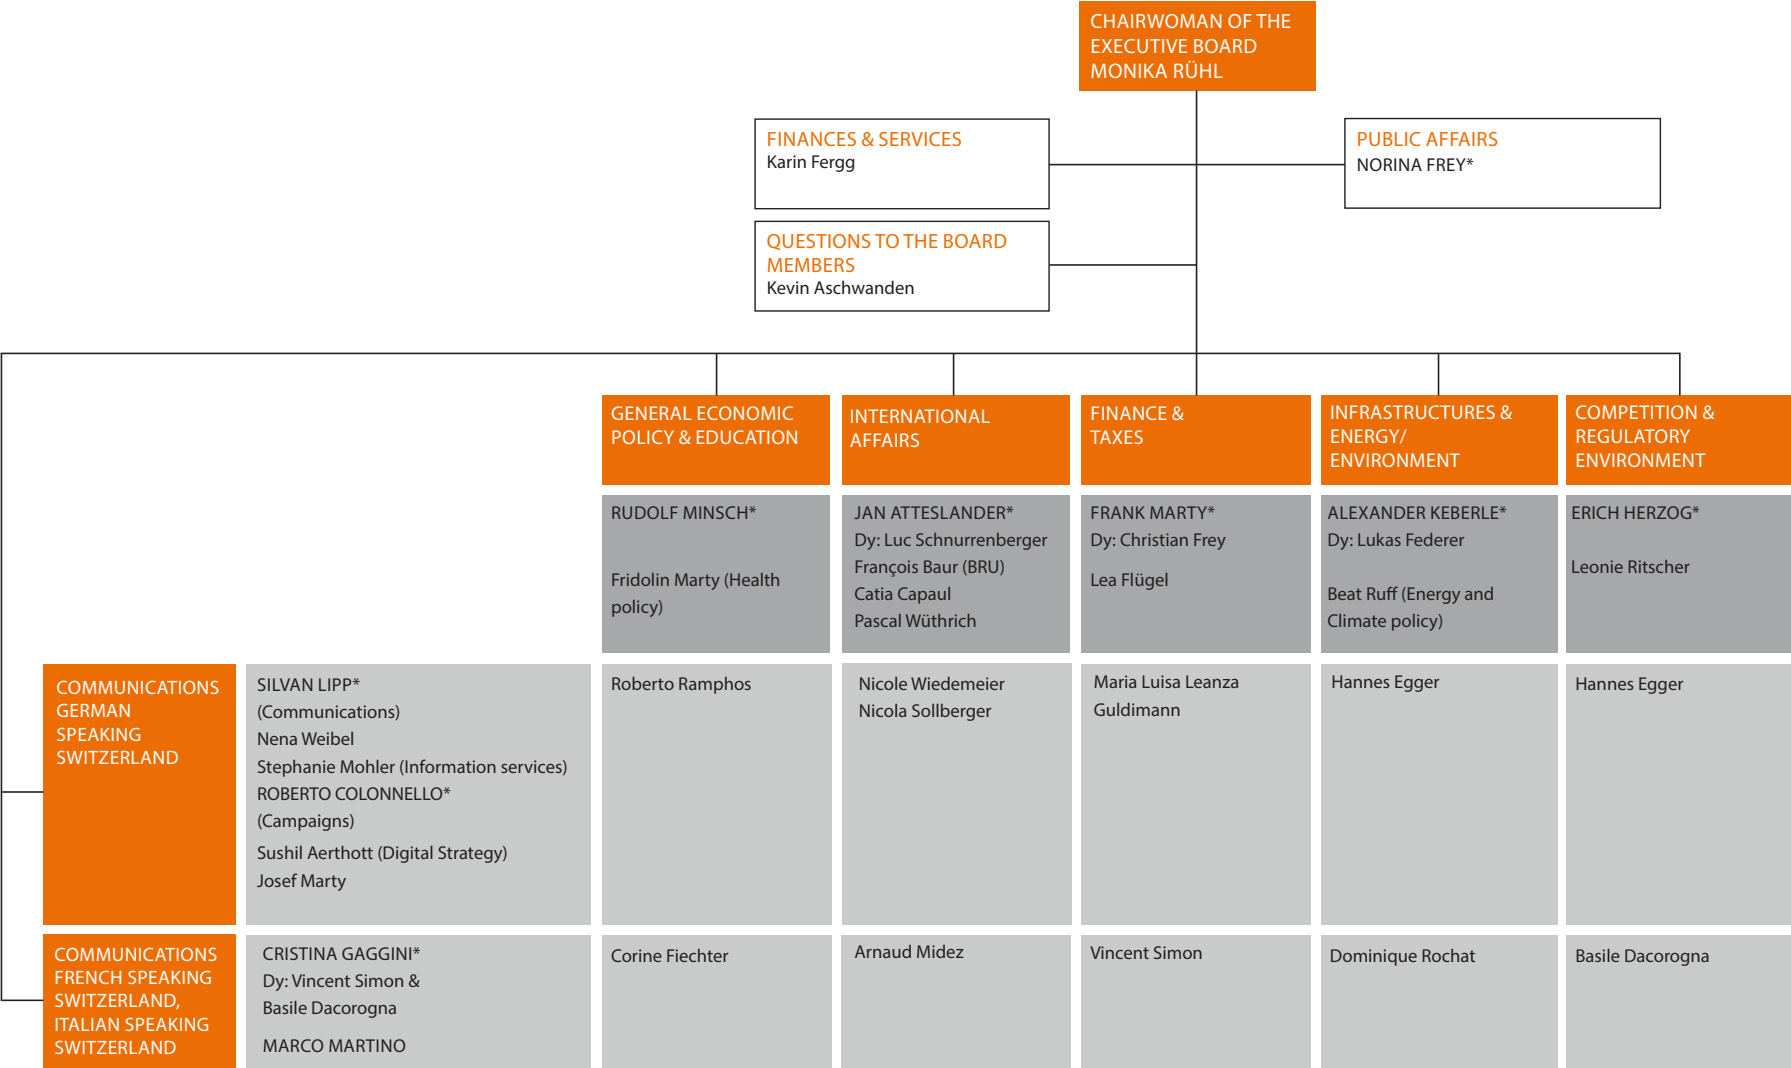 CHAIRWOMAN OF THE
EXECUTIVE BOARD
MONIKA RÜHL
FINANCES & SERVICES
Karin Fergg
PUBLIC AFFAIRS
NORINA FREY*
QUESTIONS TO THE BOARD
MEMBERS
Kevin Aschwanden
GENERAL ECONOMIC
POLICY & EDUCATION
INTERNATIONAL
AFFAIRS
FINANCE &
TAXES
INFRASTRUCTURES &
ENERGY/
ENVIRONMENT
COMPETITION &
REGULATORY
ENVIRONMENT
RUDOLF MINSCH*
Fridolin Marty (Health
policy)
JAN ATTESLANDER*
Dy: Luc Schnurrenberger
François Baur (BRU)
Catia Capaul
Pascal Wüthrich
FRANK MARTY*
Dy: Christian Frey
Lea Flügel
ALEXANDER KEBERLE*
Dy: Lukas Federer
Beat Ruff (Energy and
Climate policy)
ERICH HERZOG*
Leonie Ritscher
COMMUNICATIONS
GERMAN
SPEAKING
SWITZERLAND
SILVAN LIPP*
(Communications)
Nena Weibel
Stephanie Mohler (Information services)
ROBERTO COLONNELLO*
(Campaigns)
Sushil Aerthott (Digital Strategy)
Josef Marty
Roberto Ramphos
Nicole Wiedemeier
Nicola Sollberger
Maria Luisa Leanza
Guldimann
Hannes Egger
Hannes Egger
COMMUNICATIONS
FRENCH SPEAKING
SWITZERLAND,
ITALIAN SPEAKING
SWITZERLAND
CRISTINA GAGGINI*
Dy: Vincent Simon &
Basile Dacorogna
MARCO MARTINO
Corine Fiechter
Arnaud Midez
Vincent Simon
Dominique Rochat
Basile Dacorogna